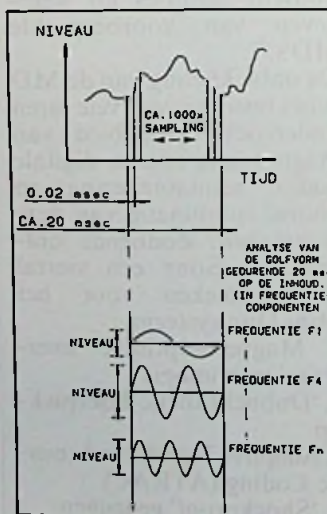 NIVEAU
CA. 1000x
SAMPLING
TIJD
0.02 msec
CA. 20 msec
ANALYSE VAN
DE GOLFVORM
GEDURENDE 20 ms
OP DE INHOUD.
(IN FREQUENTIE
COMPONENTEN
FREQUENTIE F1
NIVEAU
FREQUENTIE F4
NIVEAU
FREQUENTIE Fn
NIVEAU